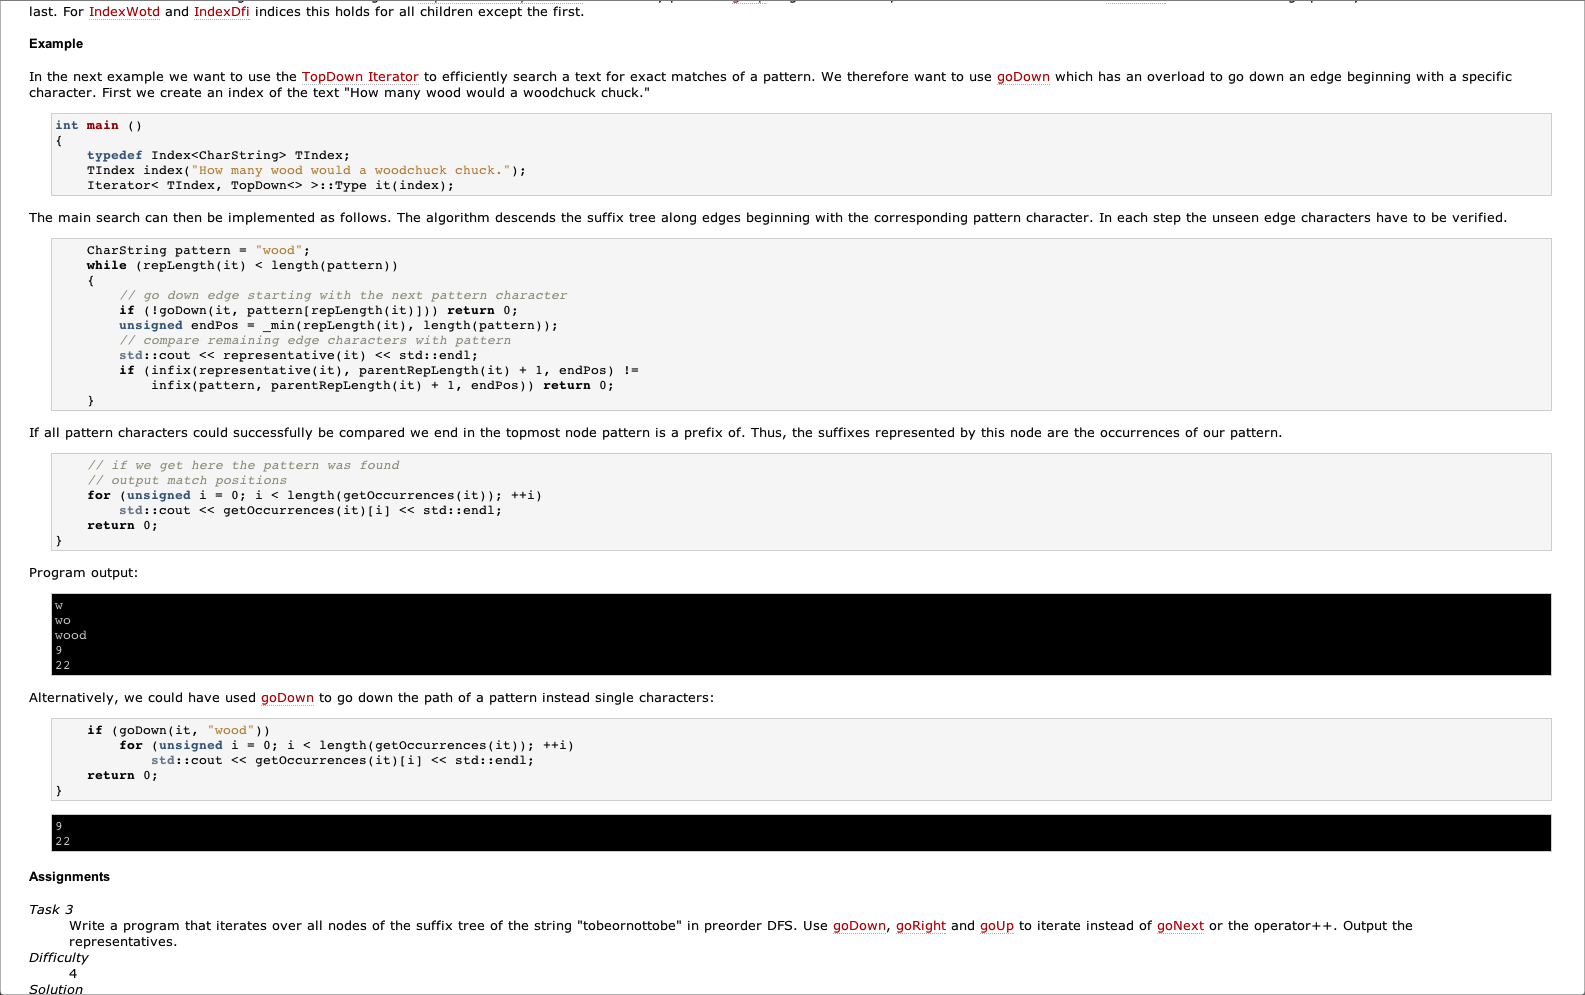 last. For IndexWotd and IndexDfi indices this holds for all children except the first.
Example
In the next example we want to use the TopDown Iterator to efficiently search a text for exact matches of a pattern. We therefore want to use goDown which has an overload to go down an edge beginning with a specific
character. First we create an index of the text "How many wood would a woodchuck chuck."
int main ()
{
    typedef Index<CharString> TIndex;
    TIndex index("How many wood would a woodchuck chuck.");
    Iterator< TIndex, TopDown<> >::Type it(index);
The main search can then be implemented as follows. The algorithm descends the suffix tree along edges beginning with the corresponding pattern character. In each step the unseen edge characters have to be verified.
    CharString pattern = "wood";
    while (repLength(it) < length(pattern))
    {
        // go down edge starting with the next pattern character
        if (!goDown(it, pattern[repLength(it)])) return 0;
        unsigned endPos = _min(repLength(it), length(pattern));
        // compare remaining edge characters with pattern
        std::cout << representative(it) << std::endl;
        if (infix(representative(it), parentRepLength(it) + 1, endPos) !=
            infix(pattern, parentRepLength(it) + 1, endPos)) return 0;
    }
If all pattern characters could successfully be compared we end in the topmost node pattern is a prefix of. Thus, the suffixes represented by this node are the occurrences of our pattern.
    // if we get here the pattern was found
    // output match positions
    for (unsigned i = 0; i < length(getOccurrences(it)); ++i)
        std::cout << getOccurrences(it)[i] << std::endl;
    return 0;
}
Program output:
w
wo
wood
9
22
Alternatively, we could have used goDown to go down the path of a pattern instead single characters:
    if (goDown(it, "wood"))
        for (unsigned i = 0; i < length(getOccurrences(it)); ++i)
            std::cout << getOccurrences(it)[i] << std::endl;
    return 0;
}
9
22
Assignments
Task 3
Write a program that iterates over all nodes of the suffix tree of the string "tobeornottobe" in preorder DFS. Use goDown, goRight and goUp to iterate instead of goNext or the operator++. Output the
representatives.
Difficulty
4
Solution